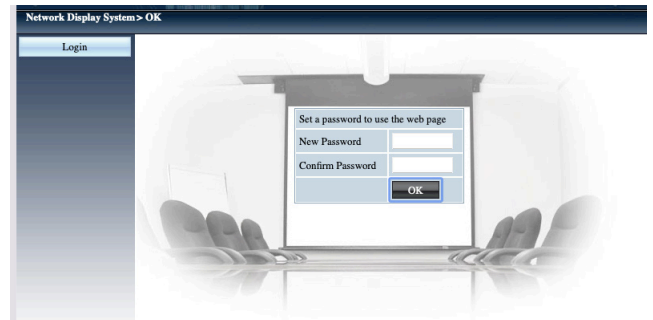 Network Display System> OK
Login
Set a password to use the web page
New Password
Confirm Password
OK